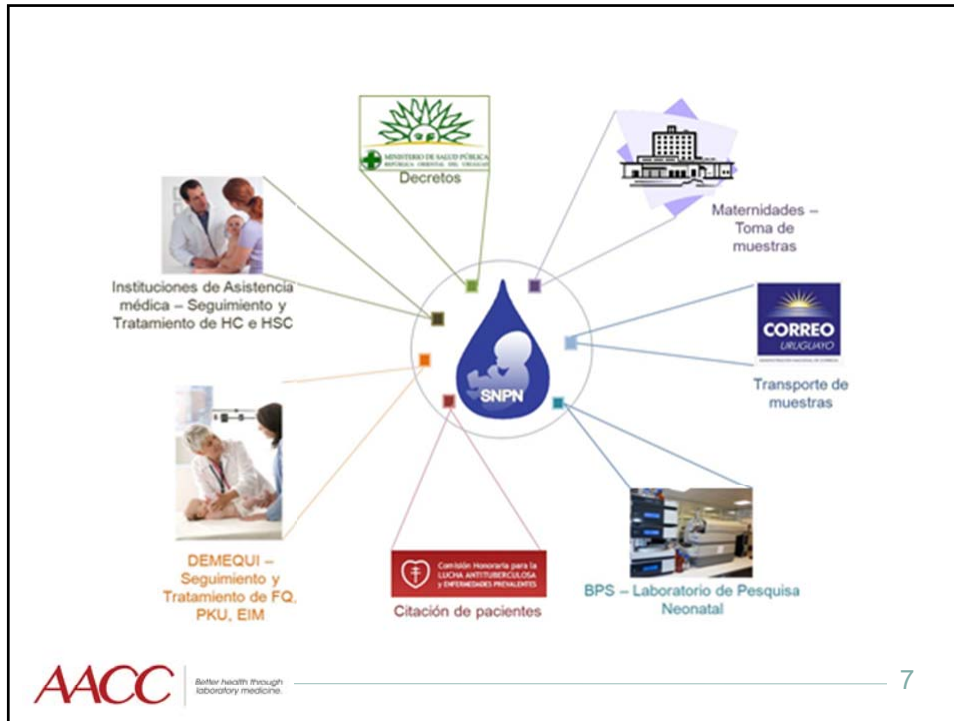 MINISTERIO DE SALUD PÚBLICA
REPÚBLICA ORIENTAL DEL URUGUAY
Decretos
Maternidades –
Toma de
muestras
Instituciones de Asistencia
médica – Seguimiento y
Tratamiento de HC e HSC
CORREO
URUGUAYO
Transporte de
muestras
SNPN
DEMEQUI –
Seguimiento y
Tratamiento de FQ,
PKU, EIM
Comisión Honoraria para la
LUCHA ANTITUBERCULOSA
y ENFERMEDADES PREVALENTES
Citación de pacientes
BPS – Laboratorio de Pesquisa
Neonatal
AACC
Better health through
laboratory medicine.
7